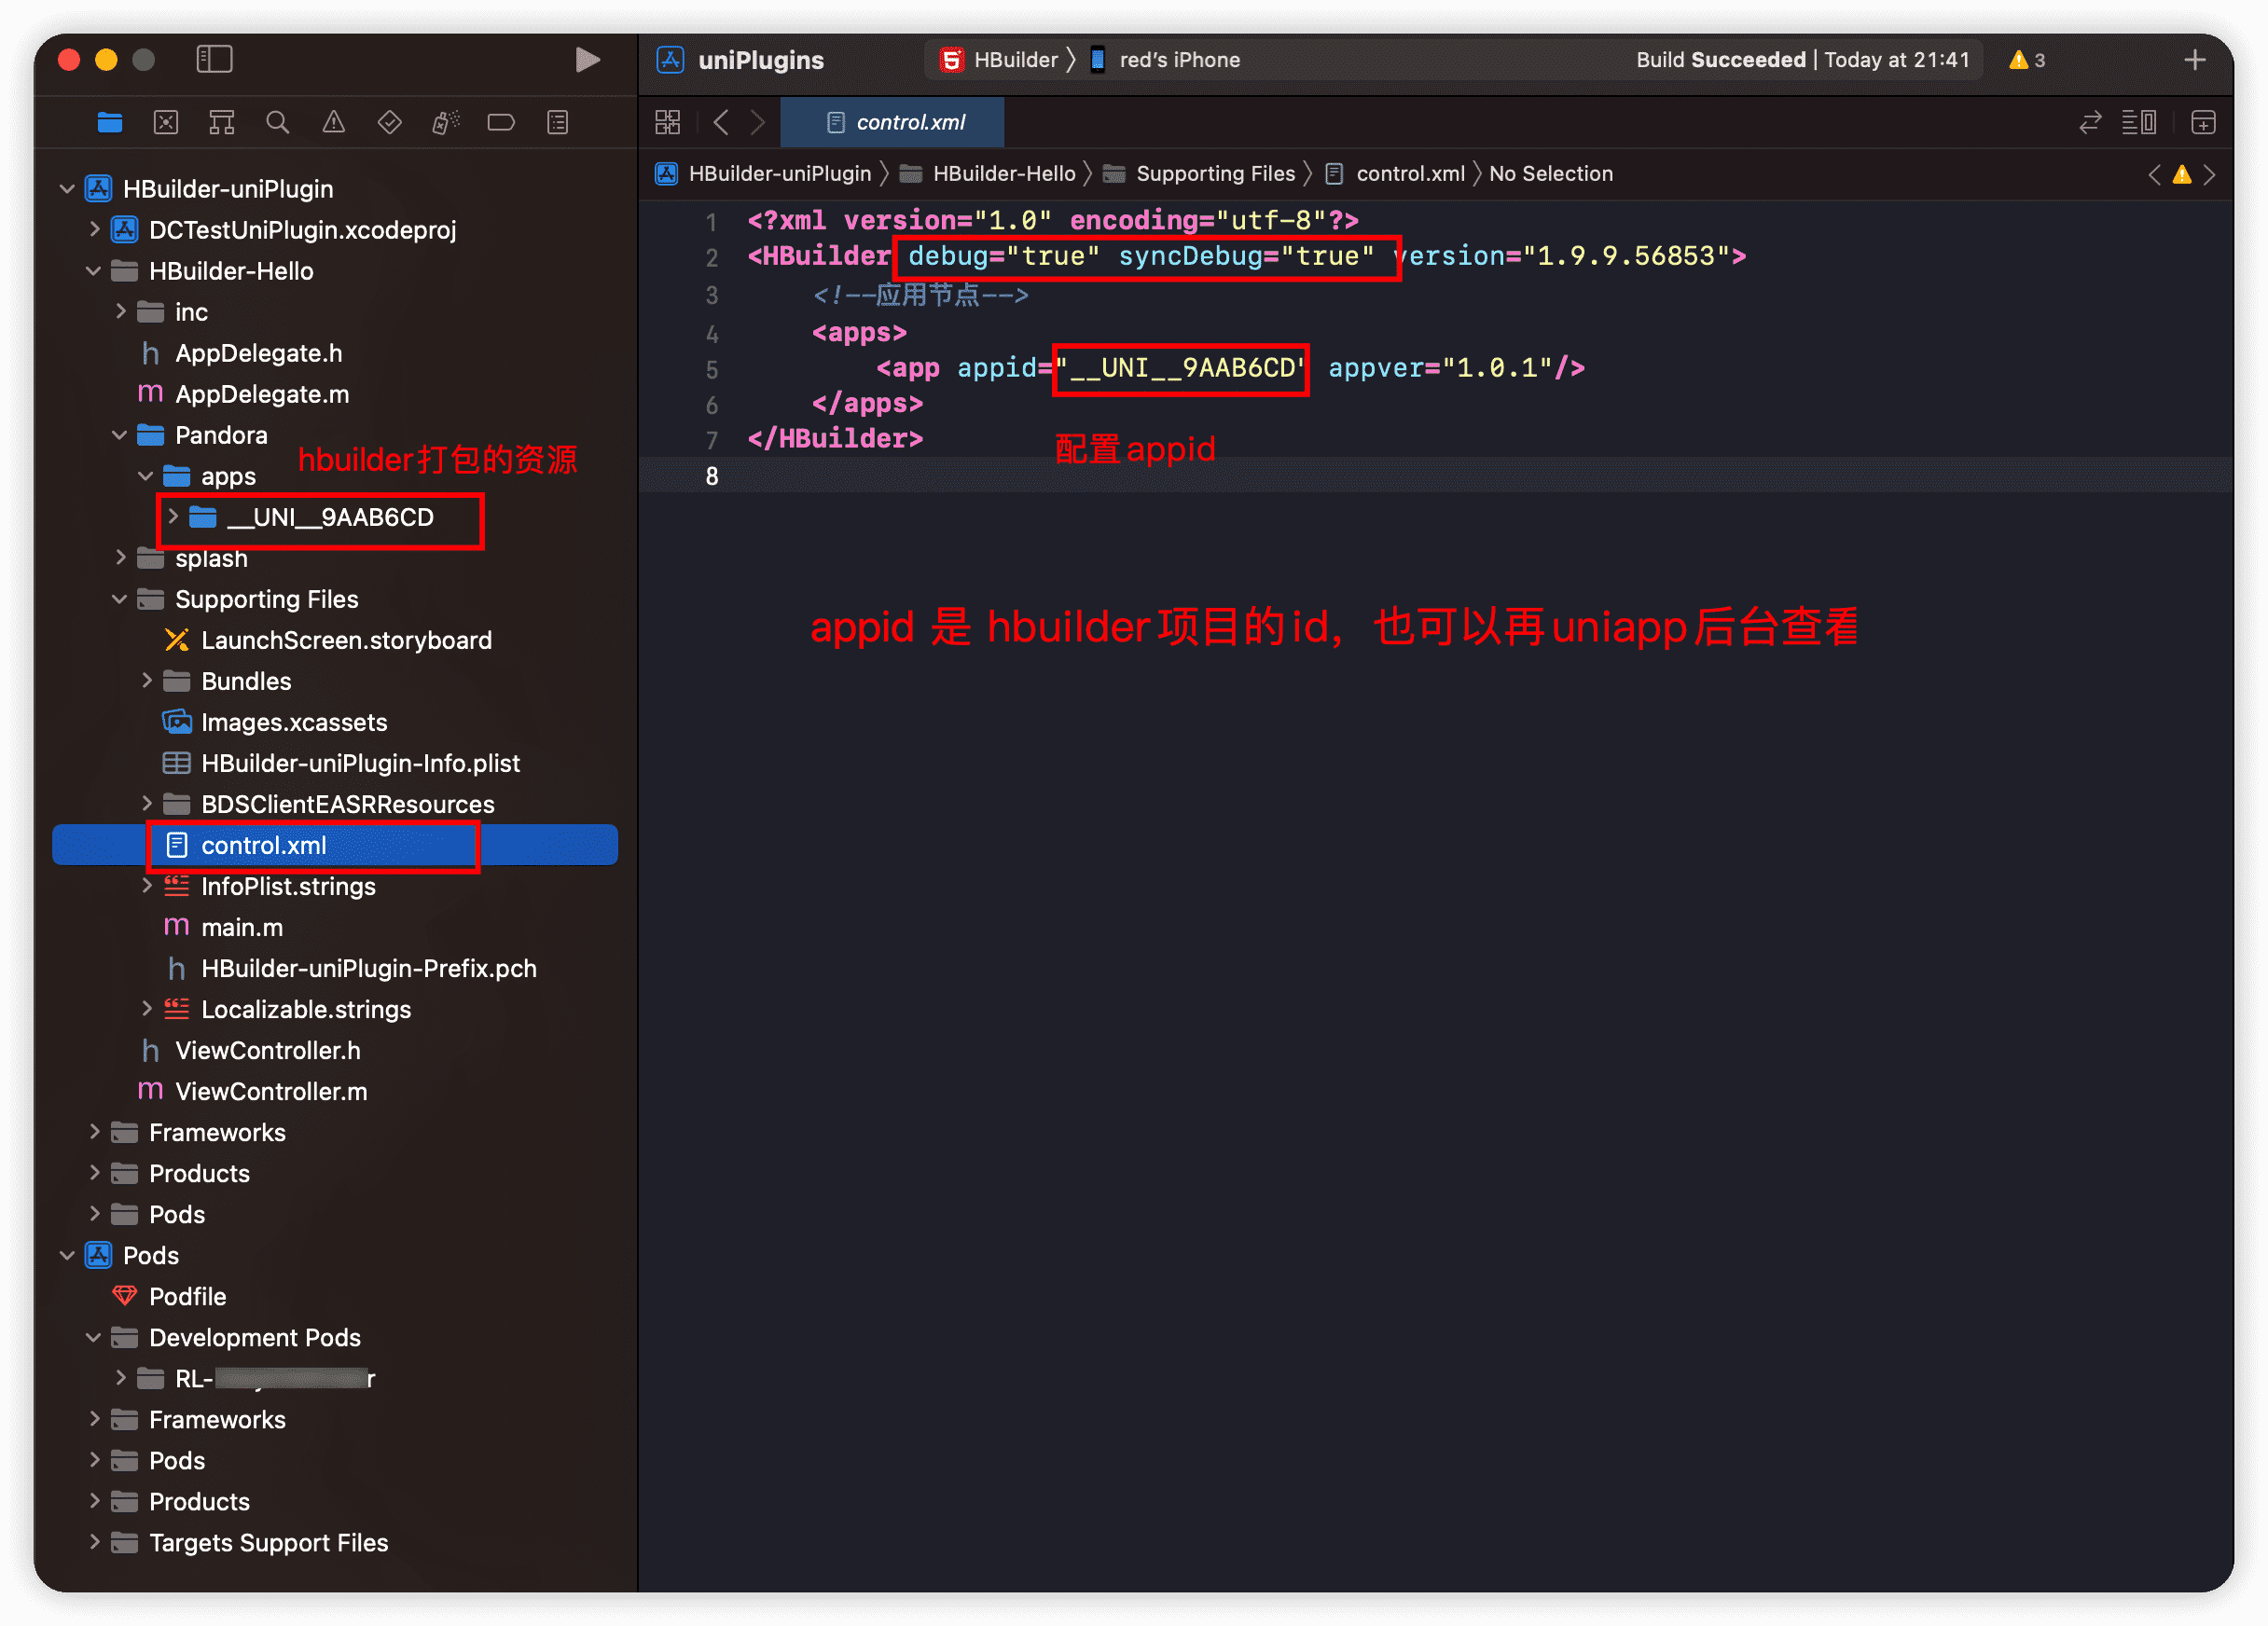 uniPlugins
HBuilder
red's iPhone
Build Succeeded | Today at 21:41
3
control.xml
HBuilder-uniPlugin
HBuilder-Hello
Supporting Files
control.xml
No Selection
HBuilder-uniPlugin
DCTestUniPlugin.xcodeproj
HBuilder-Hello
inc
h AppDelegate.h
m AppDelegate.m
Pandora
hbuilder打包的资源
apps
__UNI__9AAB6CD
splash
Supporting Files
LaunchScreen.storyboard
Bundles
Images.xcassets
HBuilder-uniPlugin-Info.plist
BDSClientEASRResources
control.xml
InfoPlist.strings
m main.m
h HBuilder-uniPlugin-Prefix.pch
Localizable.strings
h ViewController.h
m ViewController.m
Frameworks
Products
Pods
Pods
Podfile
Development Pods
RL-
Frameworks
Pods
Products
Targets Support Files
1 <?xml version="1.0" encoding="utf-8"?>
2 <HBuilder debug="true" syncDebug="true" version="1.9.9.56853">
3 <!--应用节点-->
4 <apps>
5 <app appid="__UNI__9AAB6CD" appver="1.0.1"/>
6 </apps>
7 </HBuilder>
8
配置appid
appid 是 hbuilder项目的id，也可以再uniapp后台查看